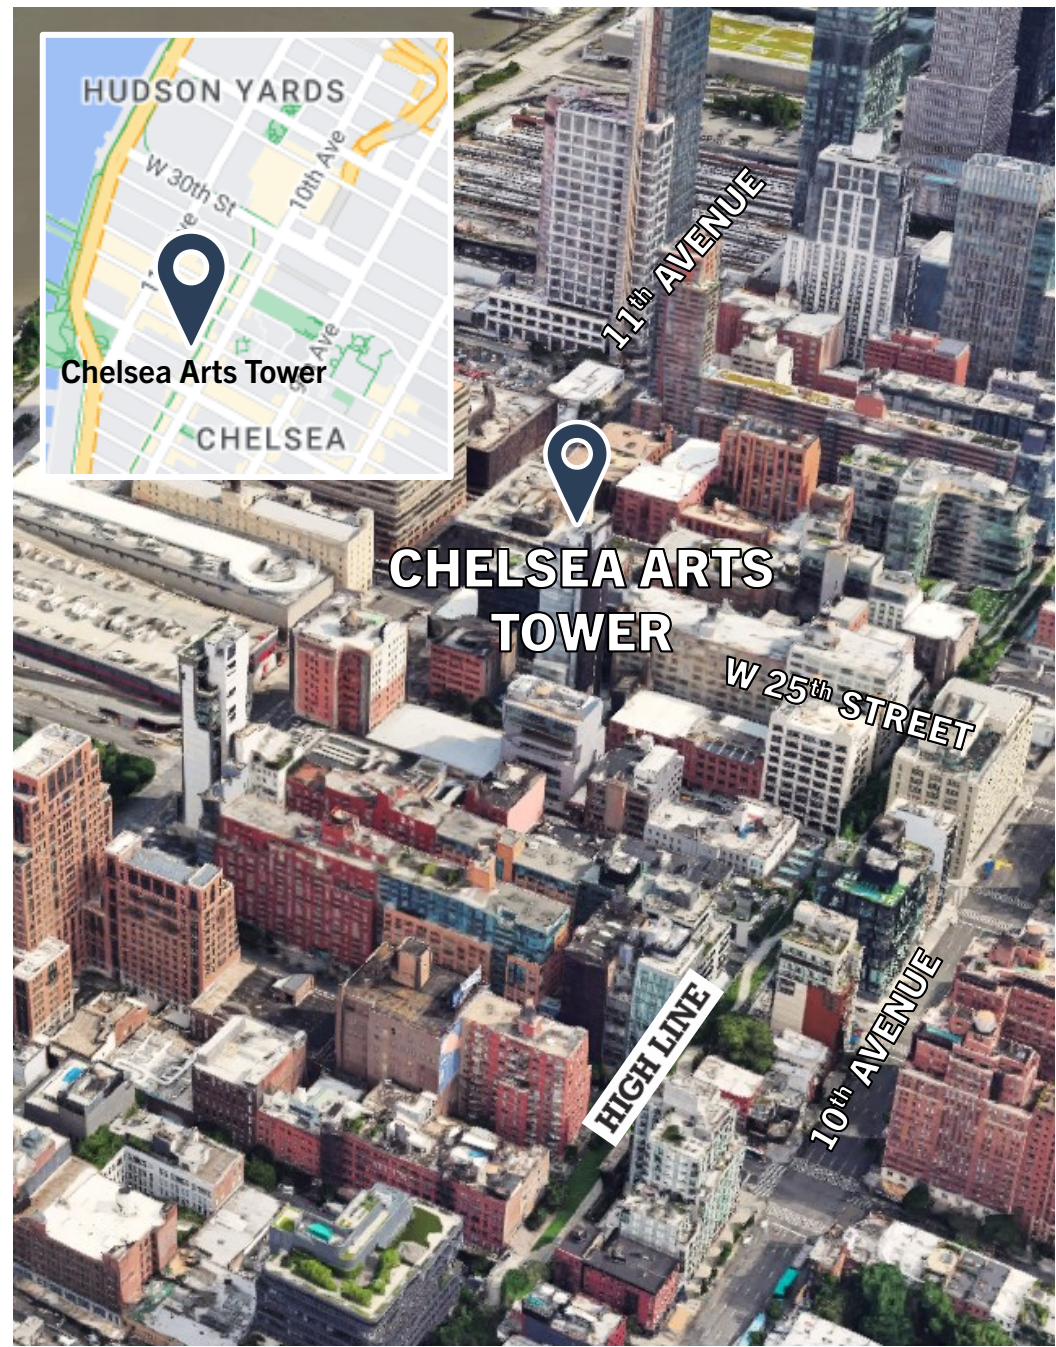 HUDSON YARDS
W 30th St
10th Ave
Chelsea Arts Tower
Ave
CHELSEA
11th AVENUE
CHELSEA ARTS
TOWER
W 25th STREET
HIGH LINE
10th AVENUE